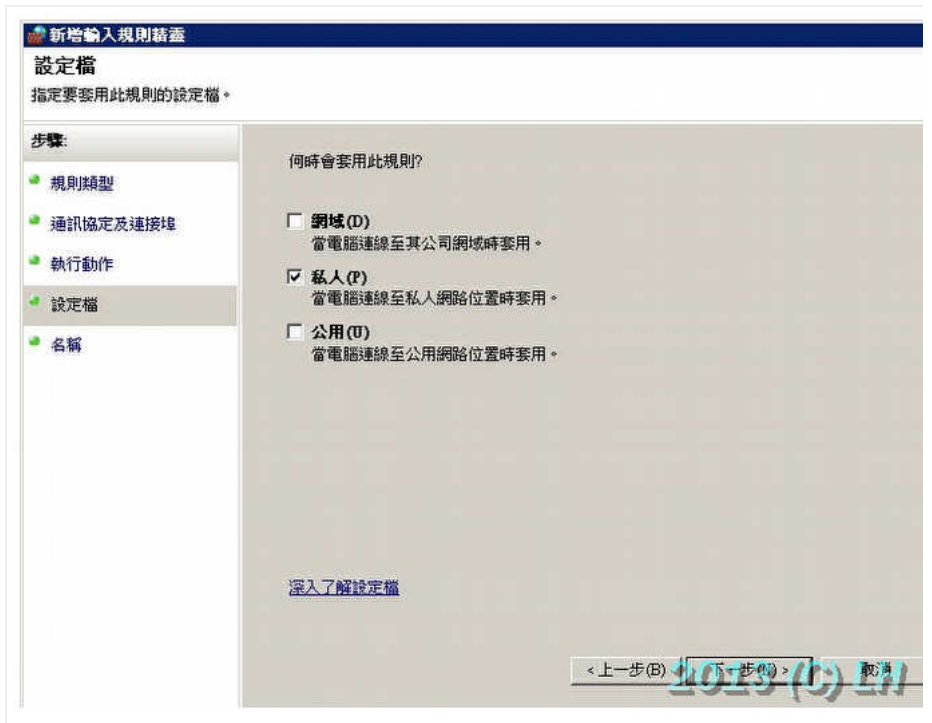 新增輸入規則精靈
設定檔
指定要套用此規則的設定檔。
步驟:
規則類型
通訊協定及連接埠
執行動作
設定檔
名稱
何時會套用此規則?
網域(D)
當電腦連線至其公司網域時套用。
私人(P)
當電腦連線至私人網路位置時套用。
公用(U)
當電腦連線至公用網路位置時套用。
深入了解設定檔
<上一步(B) 下一步(N)> 取消
2013 (C) LH